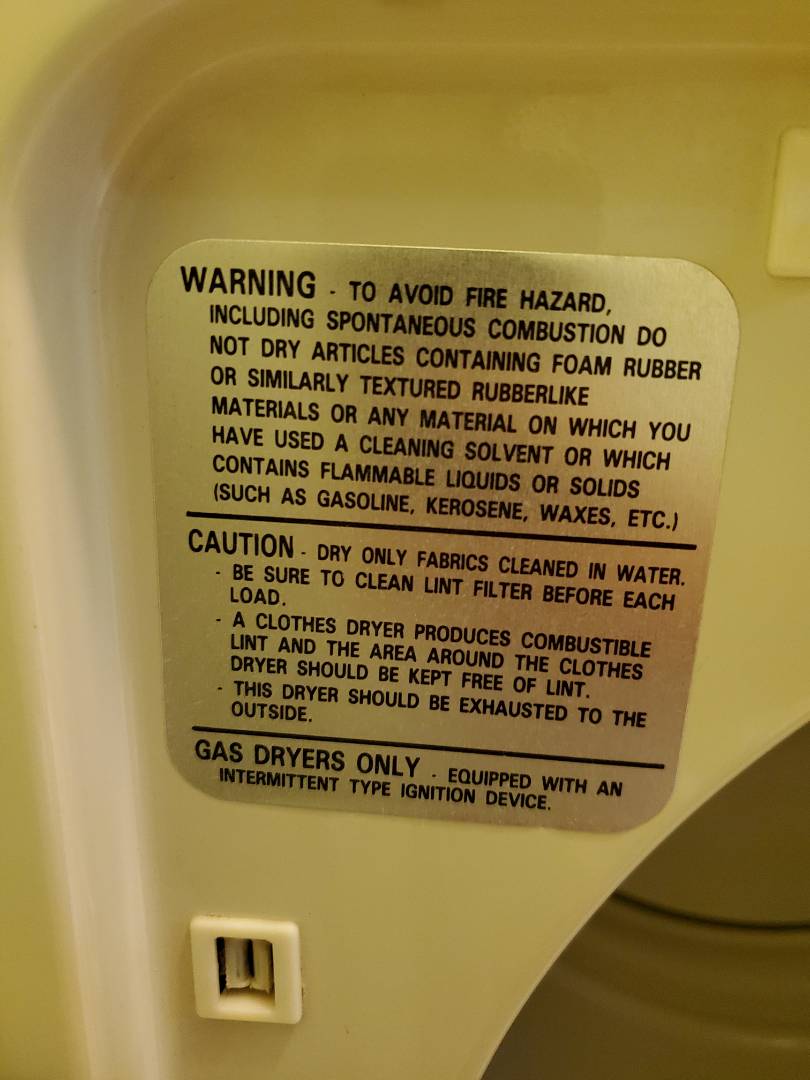 WARNING - TO AVOID FIRE HAZARD,
INCLUDING SPONTANEOUS COMBUSTION DO
NOT DRY ARTICLES CONTAINING FOAM RUBBER
OR SIMILARLY TEXTURED RUBBERLIKE
MATERIALS OR ANY MATERIAL ON WHICH YOU
HAVE USED A CLEANING SOLVENT OR WHICH
CONTAINS FLAMMABLE LIQUIDS OR SOLIDS
(SUCH AS GASOLINE, KEROSENE, WAXES, ETC.)
CAUTION - DRY ONLY FABRICS CLEANED IN WATER.
- BE SURE TO CLEAN LINT FILTER BEFORE EACH
LOAD.
- A CLOTHES DRYER PRODUCES COMBUSTIBLE
LINT AND THE AREA AROUND THE CLOTHES
DRYER SHOULD BE KEPT FREE OF LINT.
- THIS DRYER SHOULD BE EXHAUSTED TO THE
OUTSIDE.
GAS DRYERS ONLY - EQUIPPED WITH AN
INTERMITTENT TYPE IGNITION DEVICE.